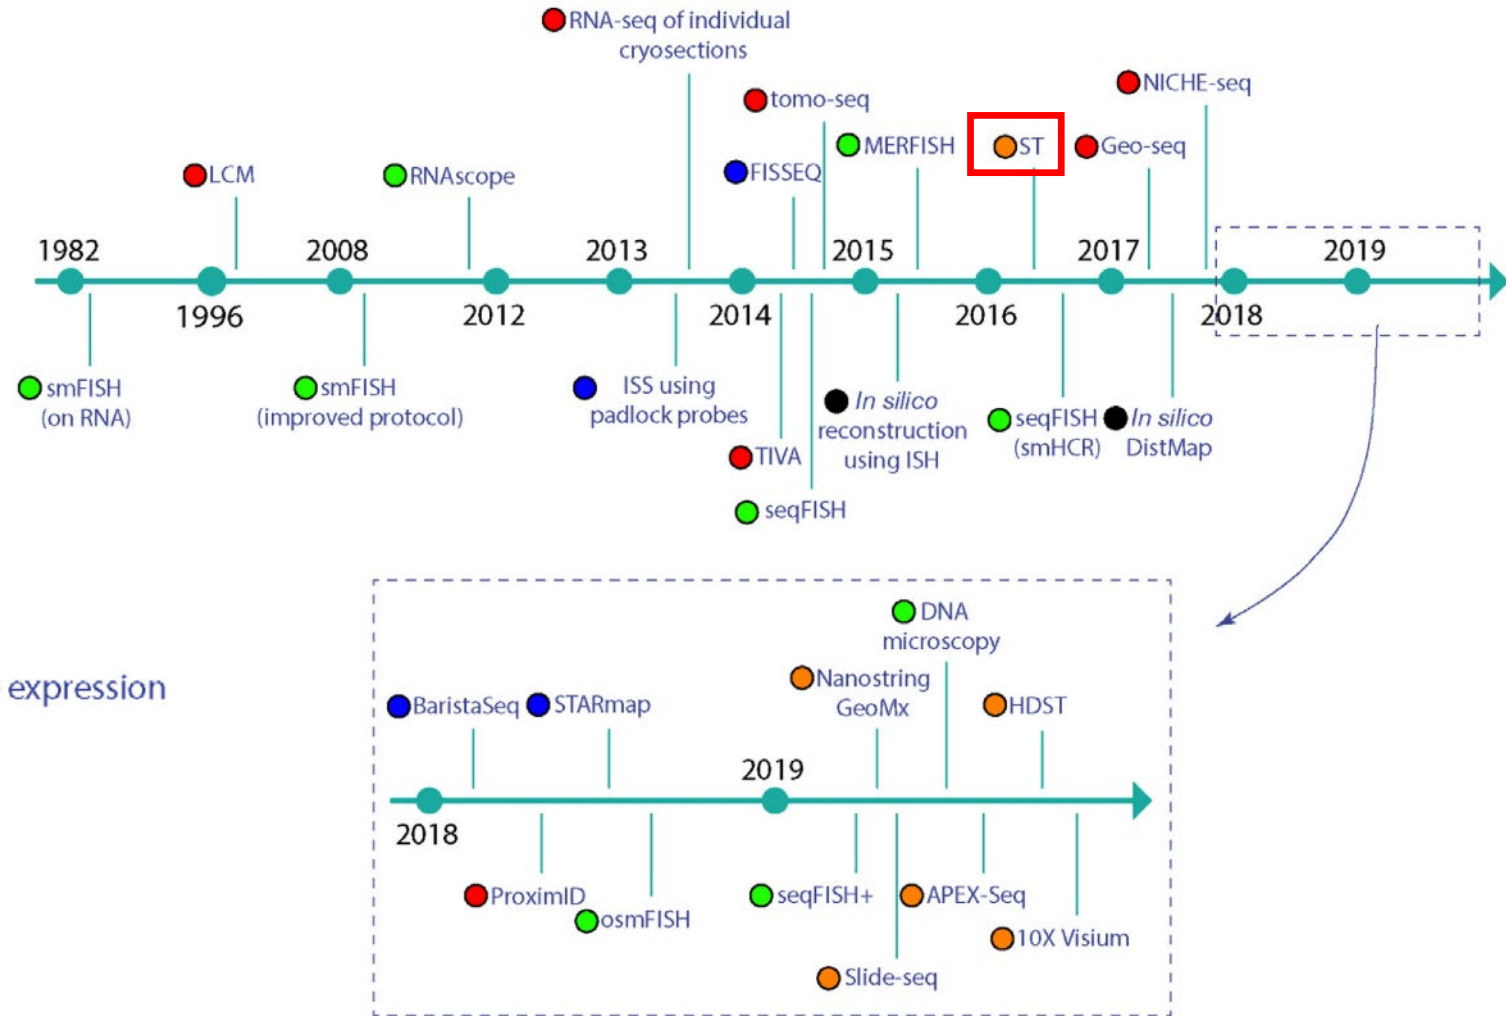 RNA-seq of individual
cryosections
tomo-seq
NICHE-seq
FISSEQ
MERFISH
ST
Geo-seq
LCM
RNAscope
1982
2008
2013
2015
2017
2019
1996
2012
2014
2016
2018
smFISH
(on RNA)
smFISH
(improved protocol)
ISS using
padlock probes
TIVA
seqFISH
In silico
reconstruction
using ISH
seqFISH
(smHCR)
In silico
DistMap
expression
DNA
microscopy
Nanostring
GeoMx
HDST
BaristaSeq
STARmap
2019
2018
ProximID
osmFISH
seqFISH+
APEX-Seq
10X Visium
Slide-seq